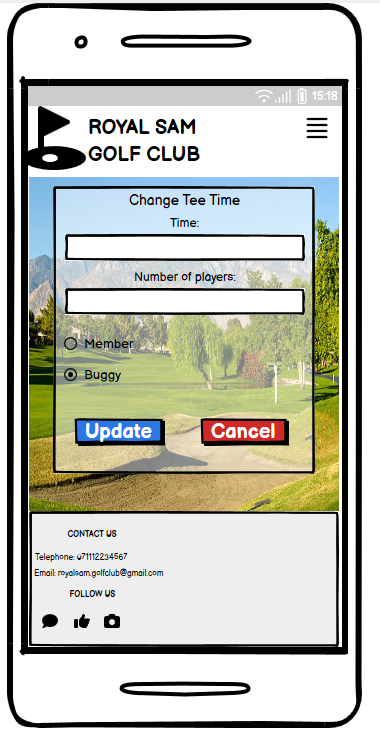 15:18
ROYAL SAM
GOLF CLUB
Change Tee Time
Time:
Number of players:
Member
Buggy
Update Cancel
CONTACT US
Telephone: 071112234567
Email: royalsam.golfclub@gmail.com
FOLLOW US